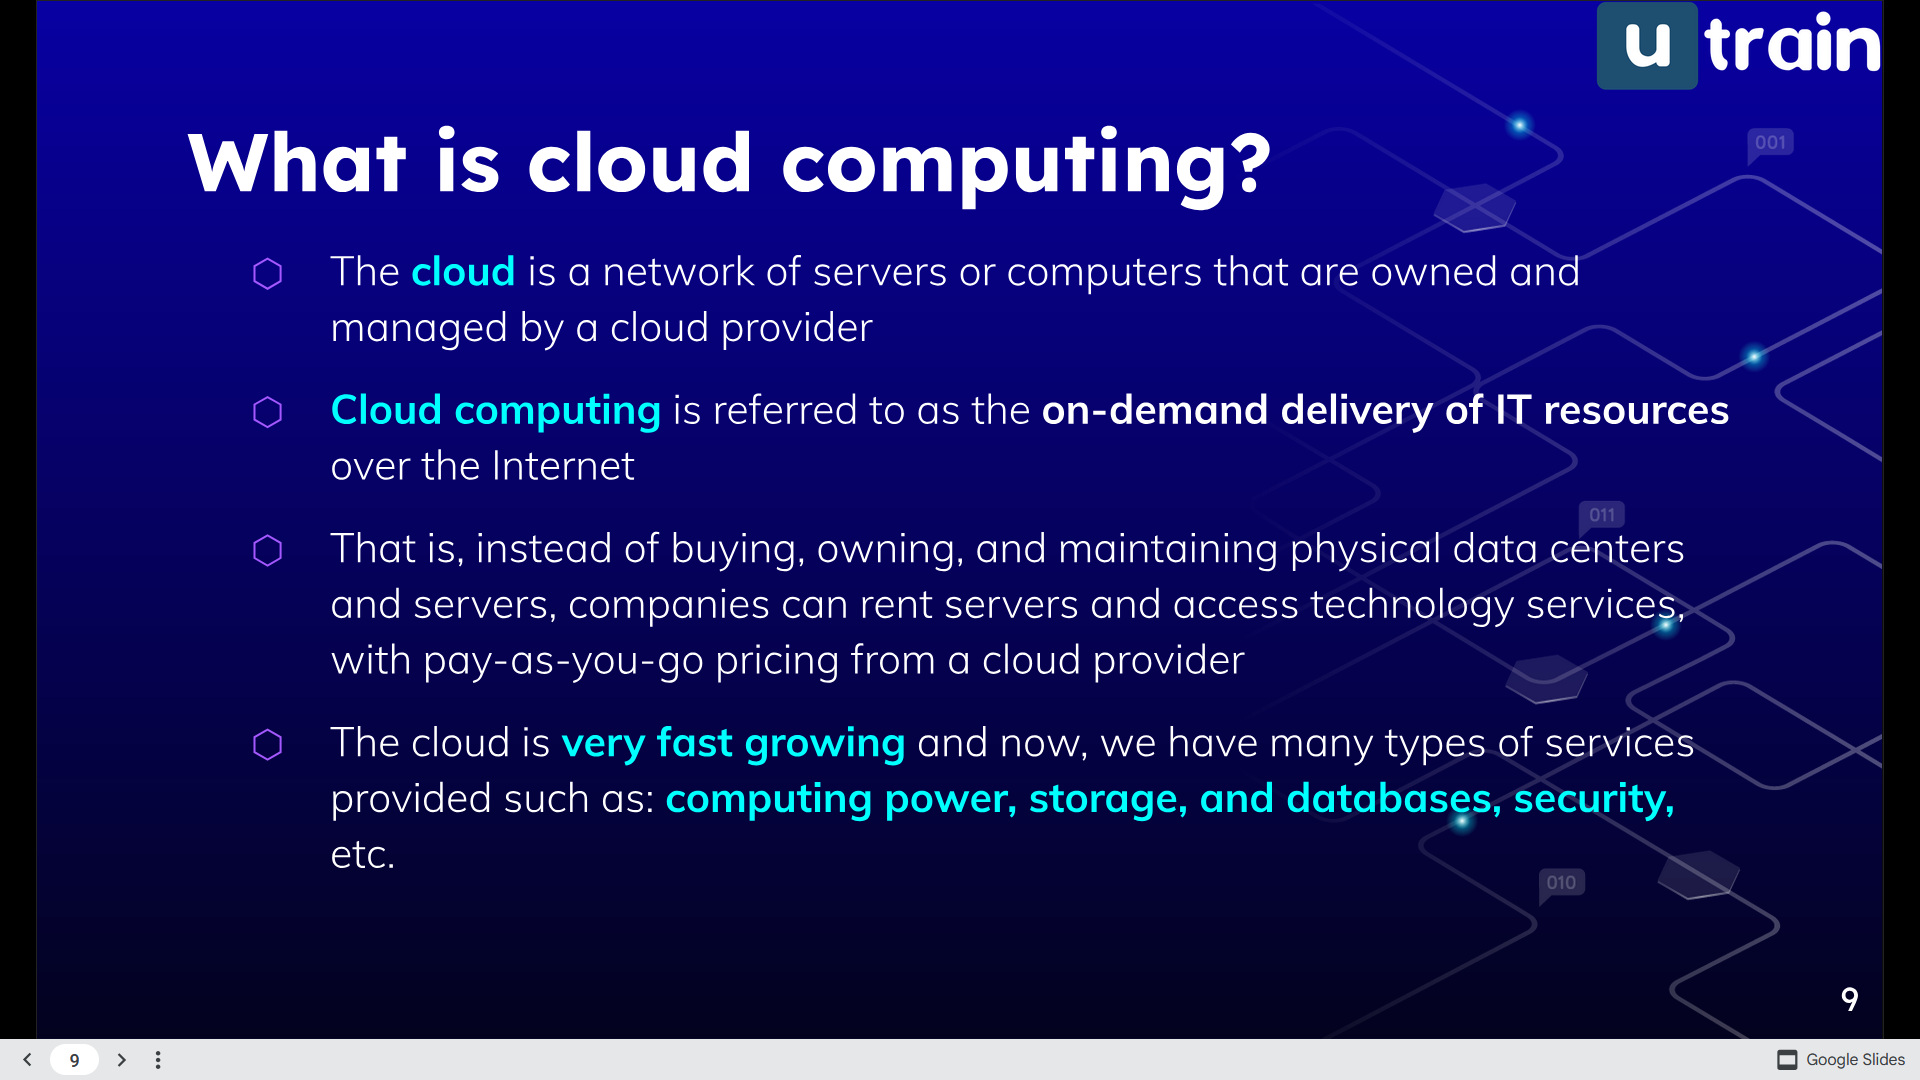 u train
001
What is cloud computing?
The cloud is a network of servers or computers that are owned and
managed by a cloud provider
Cloud computing is referred to as the on-demand delivery of IT resources
over the Internet
011
That is, instead of buying, owning, and maintaining physical data centers
and servers, companies can rent servers and access technology services,
with pay-as-you-go pricing from a cloud provider
The cloud is very fast growing and now, we have many types of services
provided such as: computing power, storage, and databases, security,
etc.
010
9
9
Google Slides